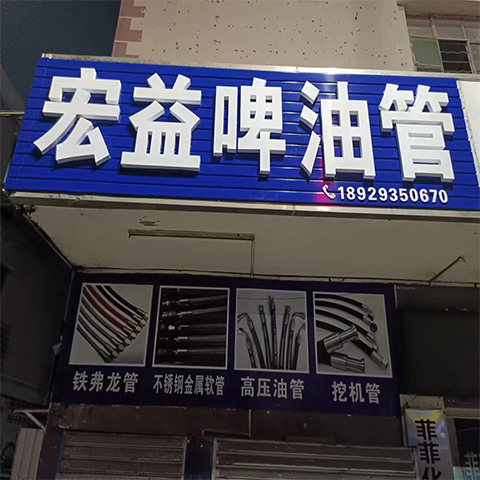 宏益啤油管
18929350670
铁弗龙管 不锈钢金属软管 高压油管 挖机管
菲菲化